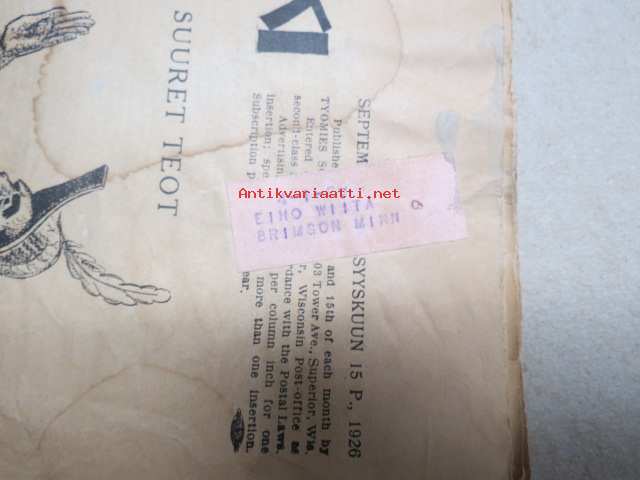 SUURET TEOT
SEPTEM SYYSKUUN 15 P., 1926
Publishe and 15th of each month by
TYOMIES S 03 Tower Ave., Superior, Wis.
Entered r, Wisconsin Post-office as
second-class rdance with the Postal Laws.
Advertisin per column inch for one
insertion; spe more than one insertion.
Subscription p ear.
Antikvariaatti.net
EINO WIITA
BRIMSON MINN